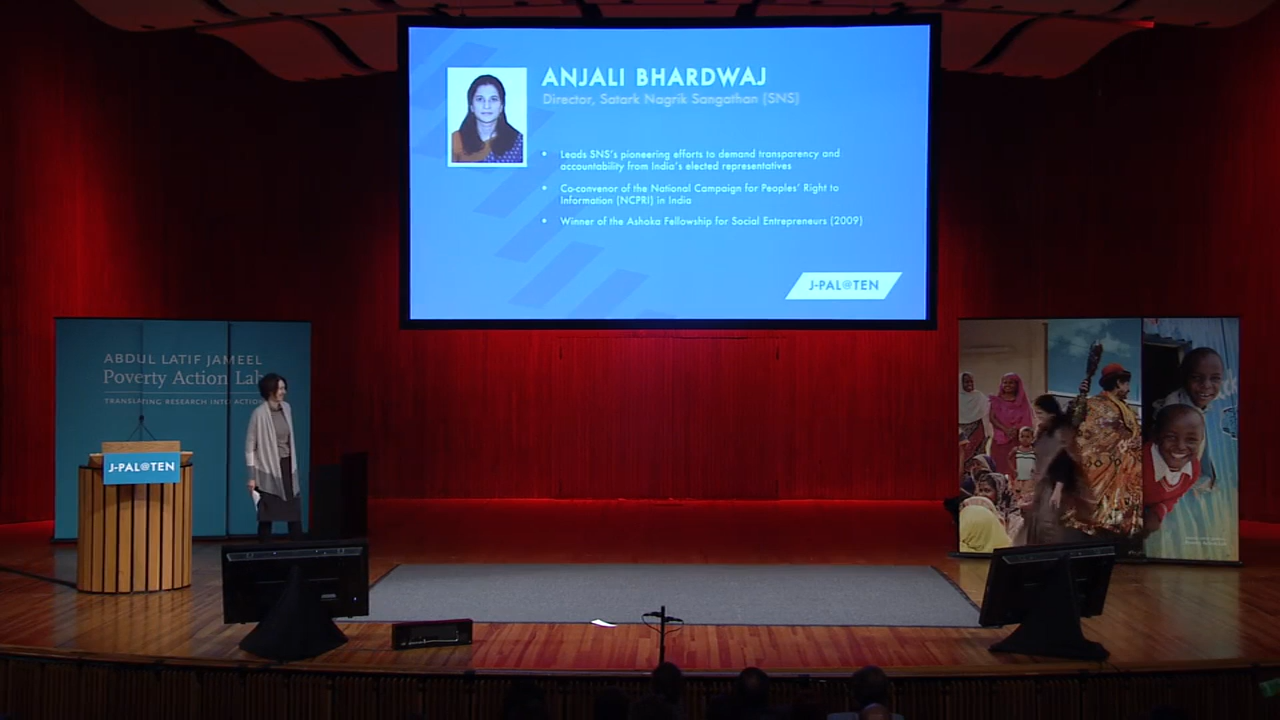 ANJALI BHARDWAJ
Director, Satark Nagrik Sangathan (SNS)
• Leads SNS's pioneering efforts to demand transparency and
accountability from India's elected representatives
• Co-convenor of the National Campaign for Peoples' Right to
Information (NCPRI) in India
• Winner of the Ashoka Fellowship for Social Entrepreneurs (2009)
J-PAL@TEN
ABDUL LATIF JAMEEL
Poverty Action Lab
TRANSLATING RESEARCH INTO ACTION
J-PAL@TEN